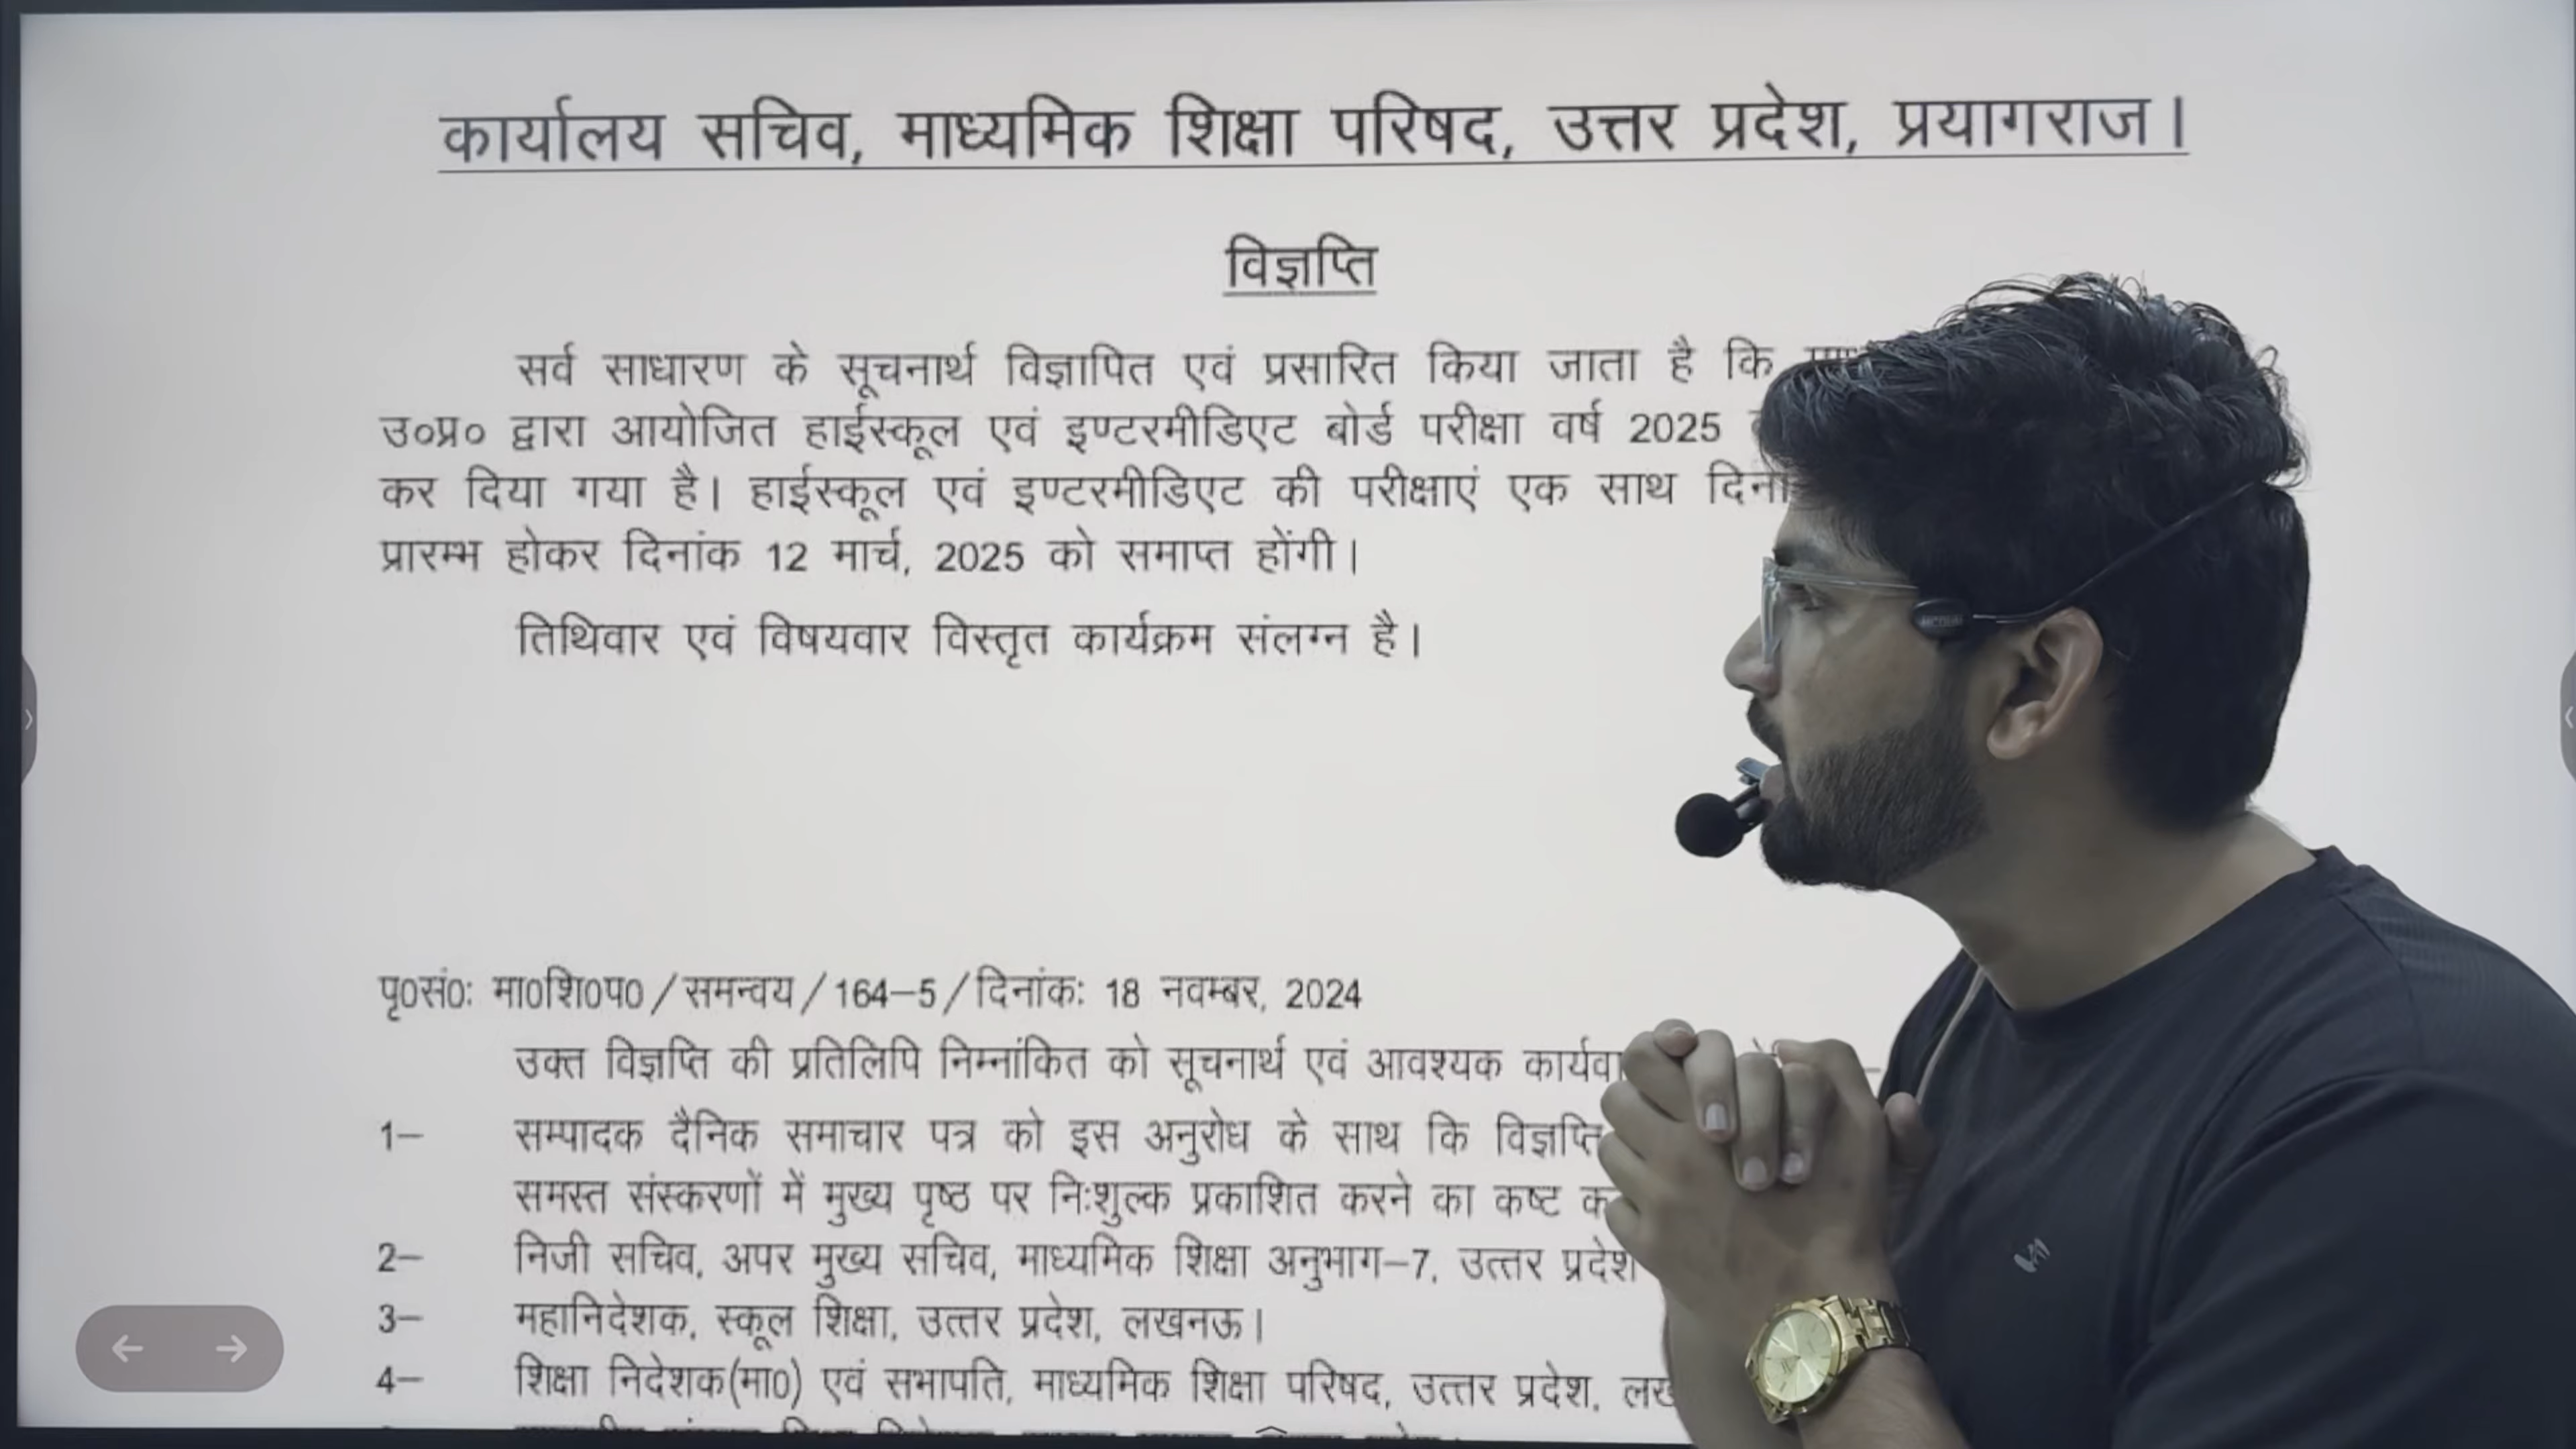 कार्यालय सचिव, माध्यमिक शिक्षा परिषद, उत्तर प्रदेश, प्रयागराज।
विज्ञप्ति
सर्व साधारण के सूचनार्थ विज्ञापित एवं प्रसारित किया जाता है कि
उ०प्र० द्वारा आयोजित हाईस्कूल एवं इण्टरमीडिएट बोर्ड परीक्षा वर्ष 2025
कर दिया गया है। हाईस्कूल एवं इण्टरमीडिएट की परीक्षाएं एक साथ
प्रारम्भ होकर दिनांक 12 मार्च, 2025 को समाप्त होंगी।
तिथिवार एवं विषयवार विस्तृत कार्यक्रम संलग्न है।
पृ0सं0: मा0शि0प0/समन्वय/164-5/दिनांक: 18 नवम्बर, 2024
उक्त विज्ञप्ति की प्रतिलिपि निम्नांकित को सूचनार्थ एवं आवश्यक
1- सम्पादक दैनिक समाचार पत्र को इस अनुरोध के साथ कि विज्ञप्ति
समस्त संस्करणों में मुख्य पृष्ठ पर निःशुल्क प्रकाशित करने का कष्ट
2- निजी सचिव, अपर मुख्य सचिव, माध्यमिक शिक्षा अनुभाग-7, उत्तर प्रदेश
3- महानिदेशक, स्कूल शिक्षा, उत्तर प्रदेश, लखनऊ।
4- शिक्षा निदेशक(मा0) एवं सभापति, माध्यमिक शिक्षा परिषद, उत्तर प्रदेश,